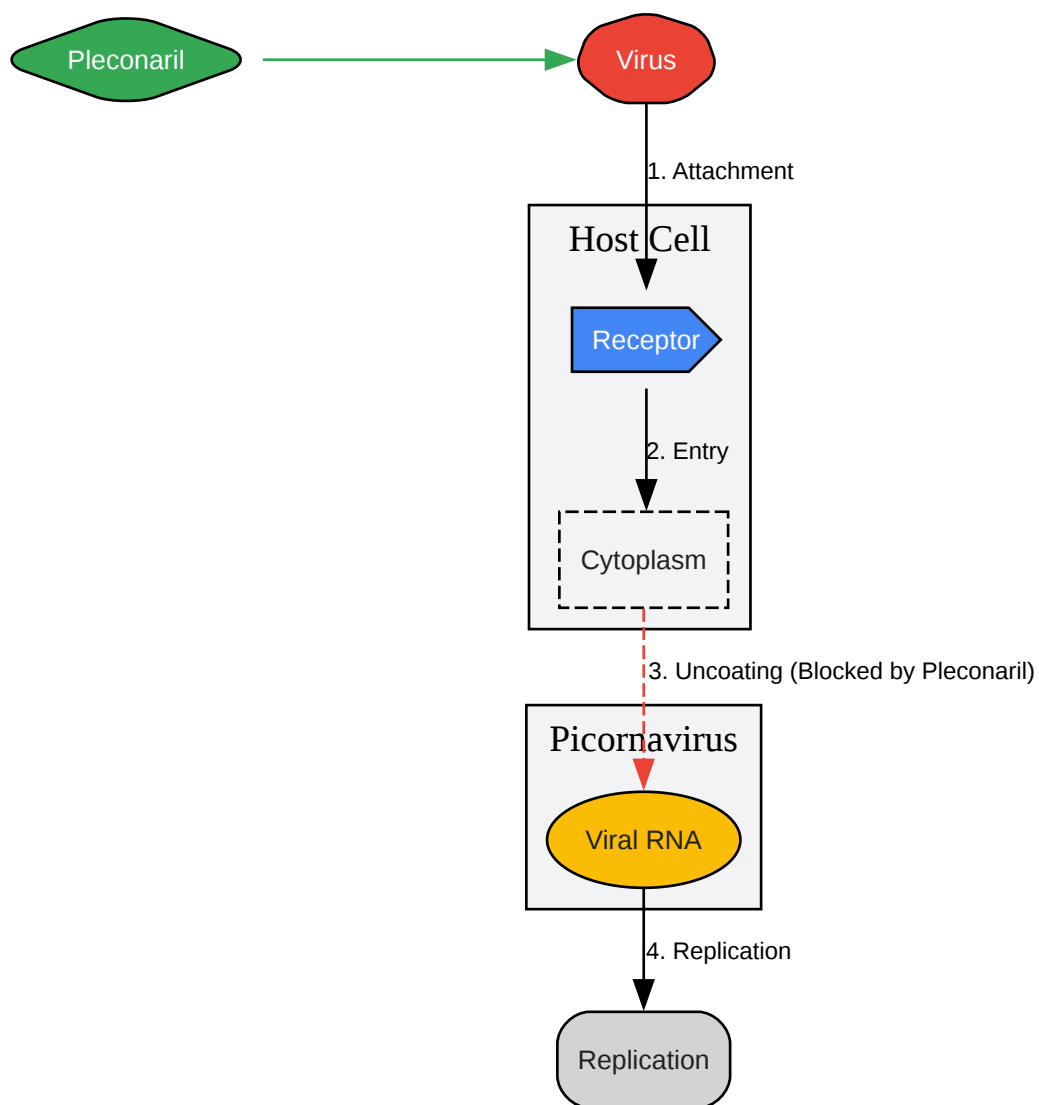 Pleconaril
Virus
1. Attachment
Host Cell
Receptor
2. Entry
Cytoplasm
3. Uncoating (Blocked by Pleconaril)
Picornavirus
Viral RNA
4. Replication
Replication